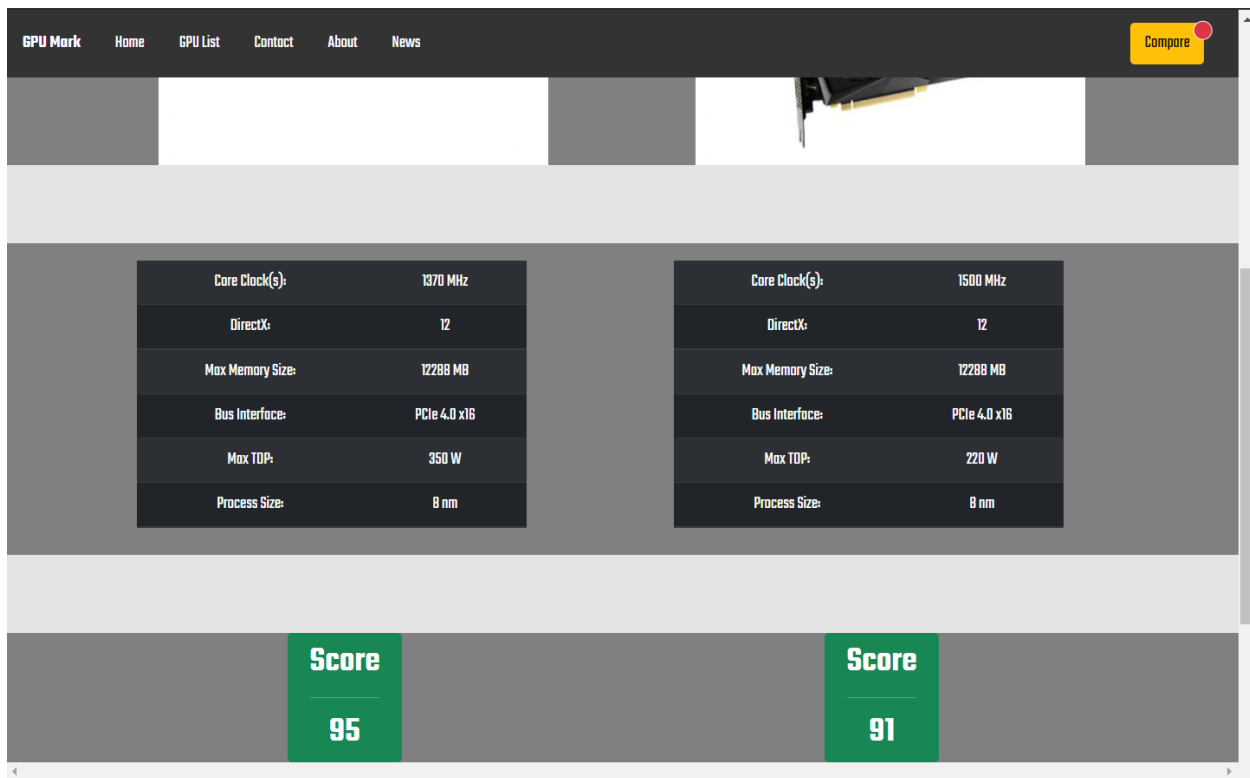 GPU Mark Home GPU List Contact About News Compare
Core Clock(s): 1370 MHz Core Clock(s): 1500 MHz
DirectX: 12 DirectX: 12
Max Memory Size: 12288 MB Max Memory Size: 12288 MB
Bus Interface: PCIe 4.0 x16 Bus Interface: PCIe 4.0 x16
Max TDP: 350 W Max TDP: 220 W
Process Size: 8 nm Process Size: 8 nm
Score Score
95 91